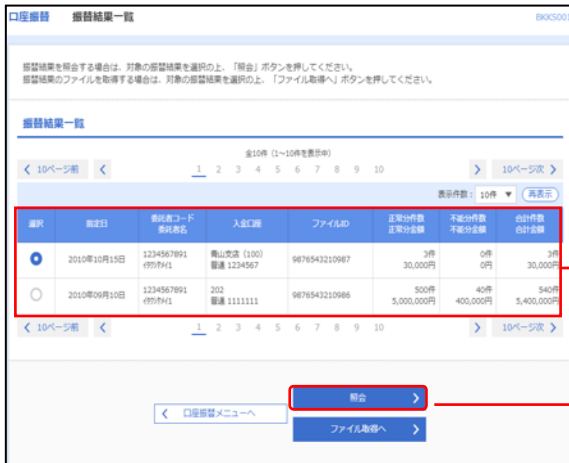 口座振替 振替結果一覧 BKKS001
振替結果を照会する場合は、対象の振替結果を選択の上、「照会」ボタンを押してください。
振替結果のファイルを取得する場合は、対象の振替結果を選択の上、「ファイル取得へ」ボタンを押してください。
振替結果一覧
全10件（1～10件を表示中）
10ページ前 1 2 3 4 5 6 7 8 9 10 10ページ次
表示件数： 10件 再表示
選択 指定日 委託者コード 入金口座 ファイルID 正常分件数 不能分件数 合計件数
委託者名 正常分金額 不能分金額 合計金額
2010年10月15日 1234567891 青山支店（100） 9876543210987 3件 0件 3件
普通 1234567 30,000円 0円 30,000円
2010年09月10日 1234567891 202 9876543210986 500件 40件 540件
普通 1111111 5,000,000円 400,000円 5,400,000円
10ページ前 1 2 3 4 5 6 7 8 9 10 10ページ次
照会
口座振替メニューへ
ファイル取得へ